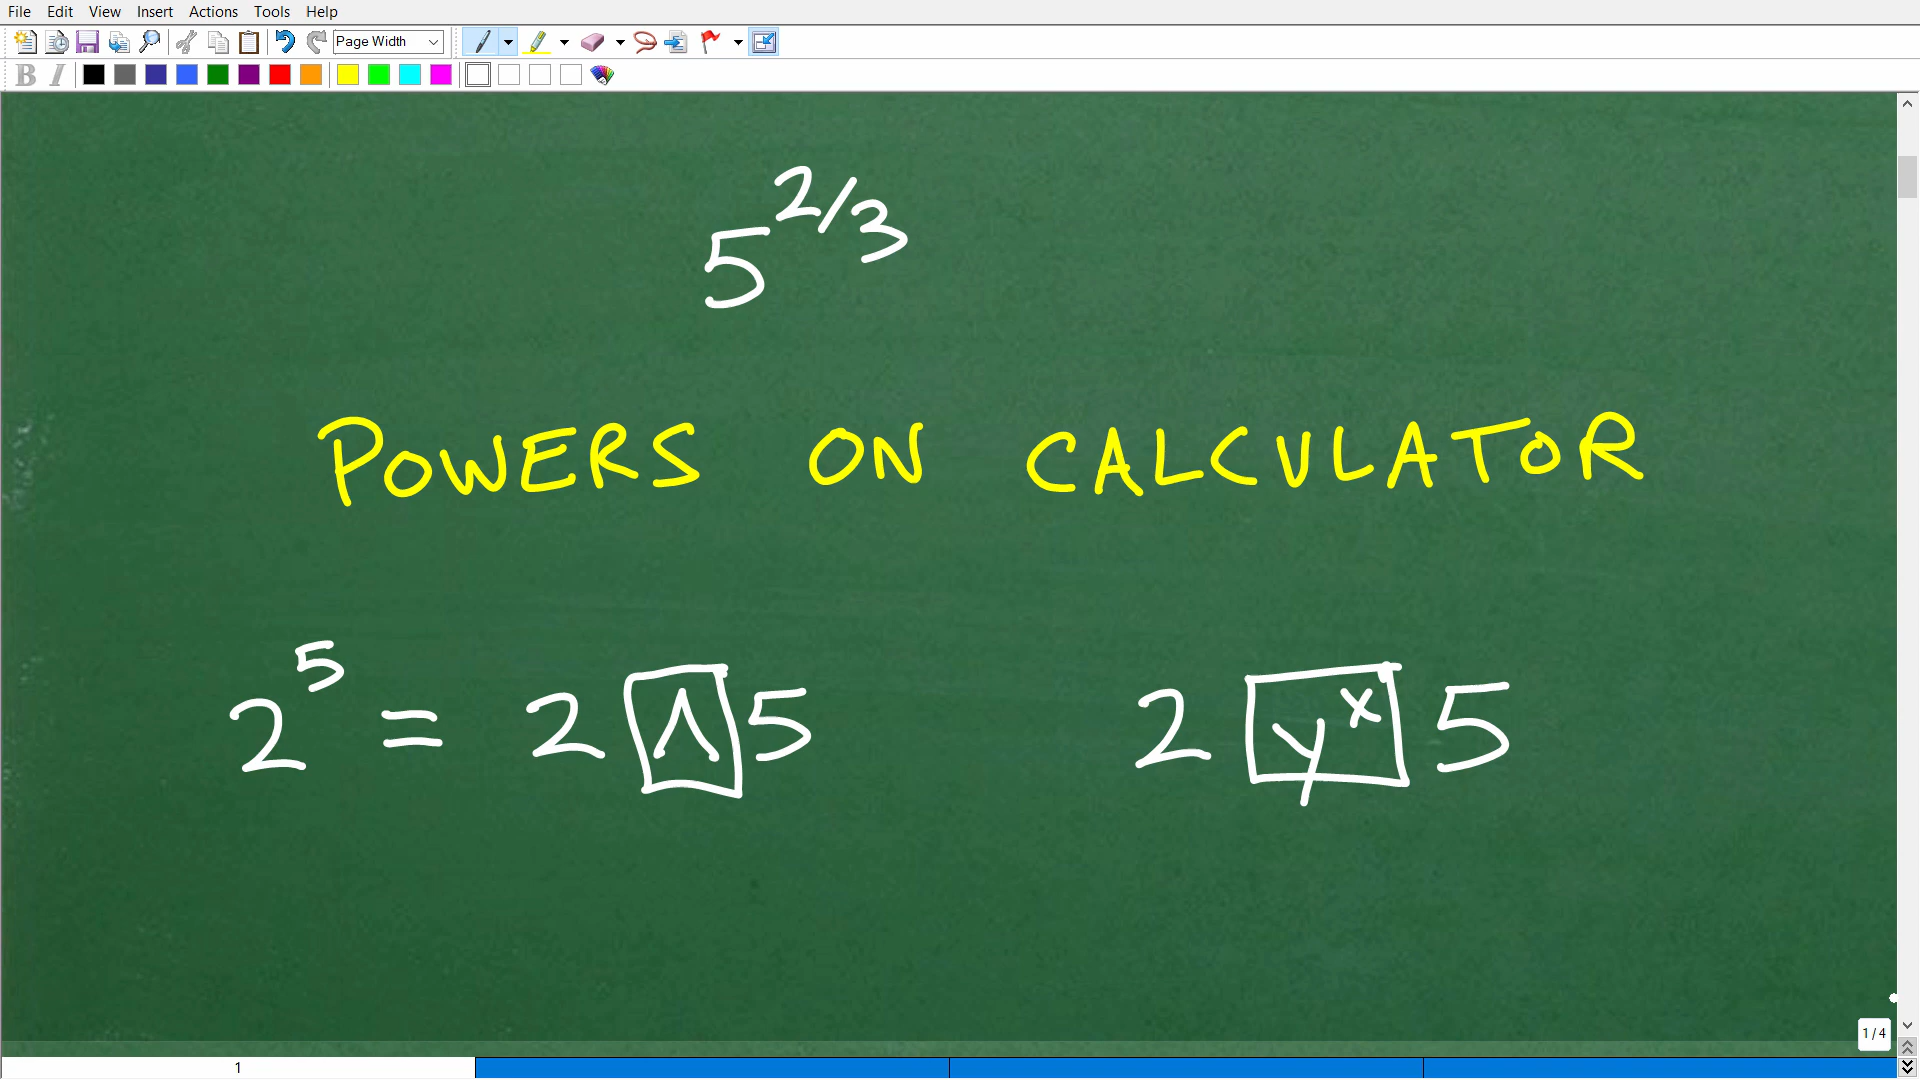 File Edit View Insert Actions Tools Help
Page Width
B I
5^2/3
POWERS ON CALCULATOR
2^5 = 2 ^ 5 2 y^x 5
1 / 4
1